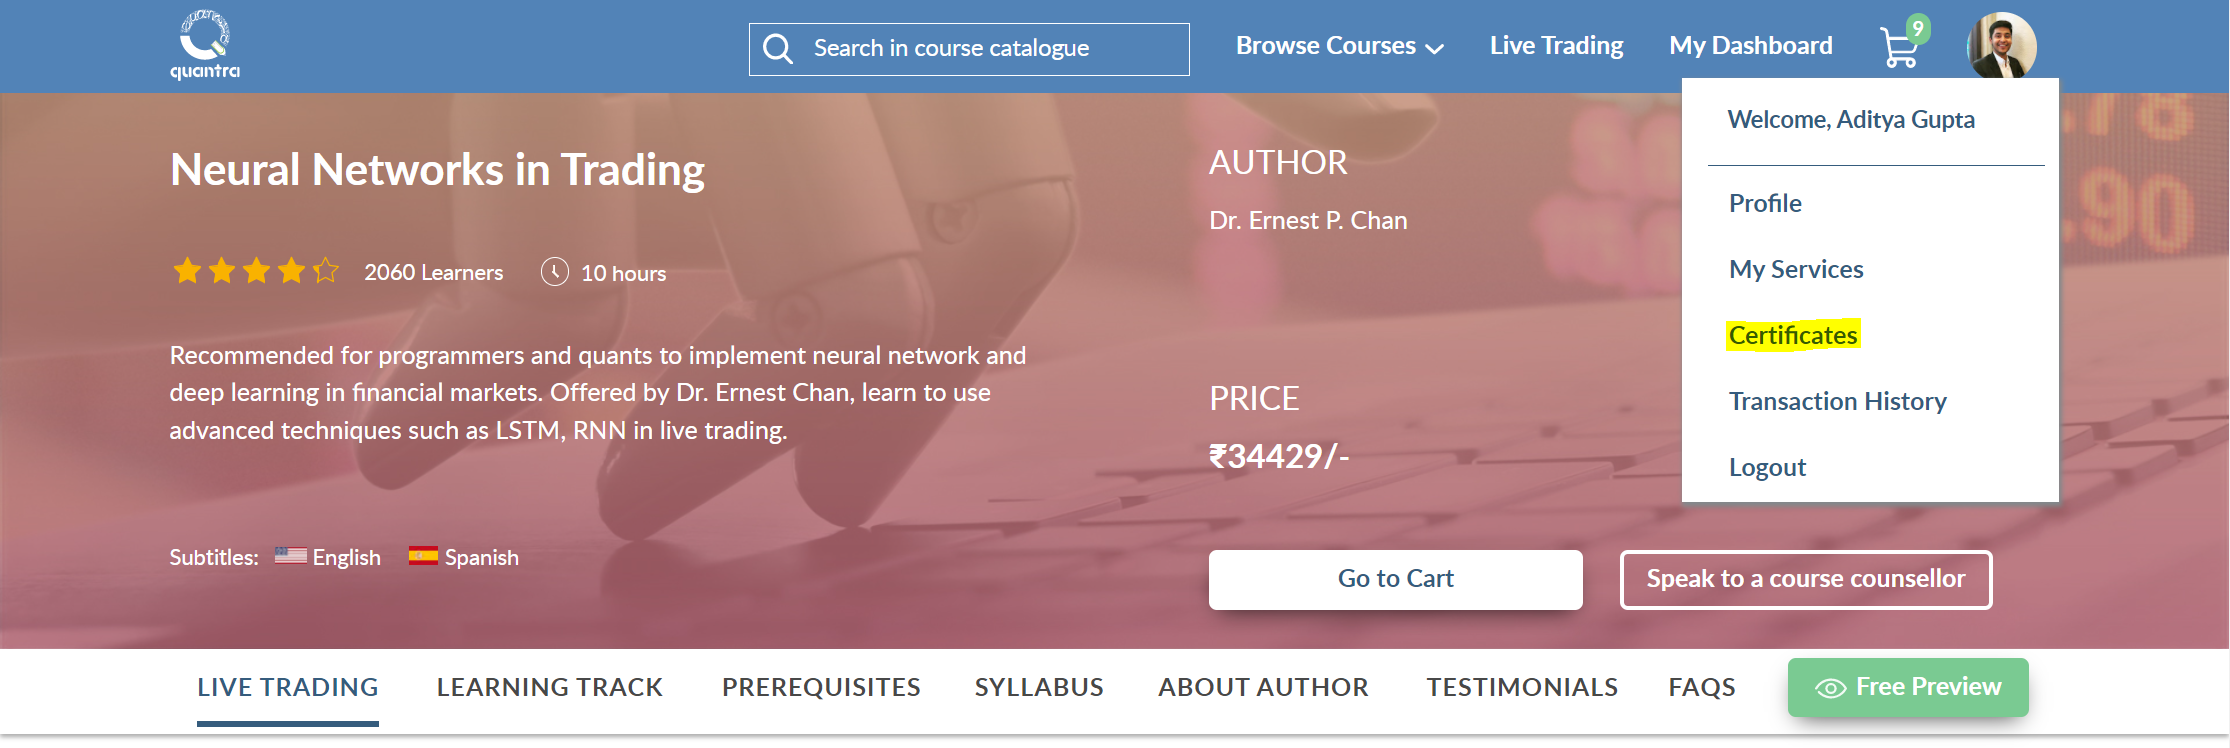 quantra
Search in course catalogue
Browse Courses
Live Trading
My Dashboard
9
Welcome, Aditya Gupta
Profile
My Services
Certificates
Transaction History
Logout
Neural Networks in Trading
2060 Learners
10 hours
Recommended for programmers and quants to implement neural network and
deep learning in financial markets. Offered by Dr. Ernest Chan, learn to use
advanced techniques such as LSTM, RNN in live trading.
Subtitles: English Spanish
AUTHOR
Dr. Ernest P. Chan
PRICE
₹34429/-
Go to Cart
Speak to a course counsellor
.90
LIVE TRADING
LEARNING TRACK
PREREQUISITES
SYLLABUS
ABOUT AUTHOR
TESTIMONIALS
FAQS
Free Preview